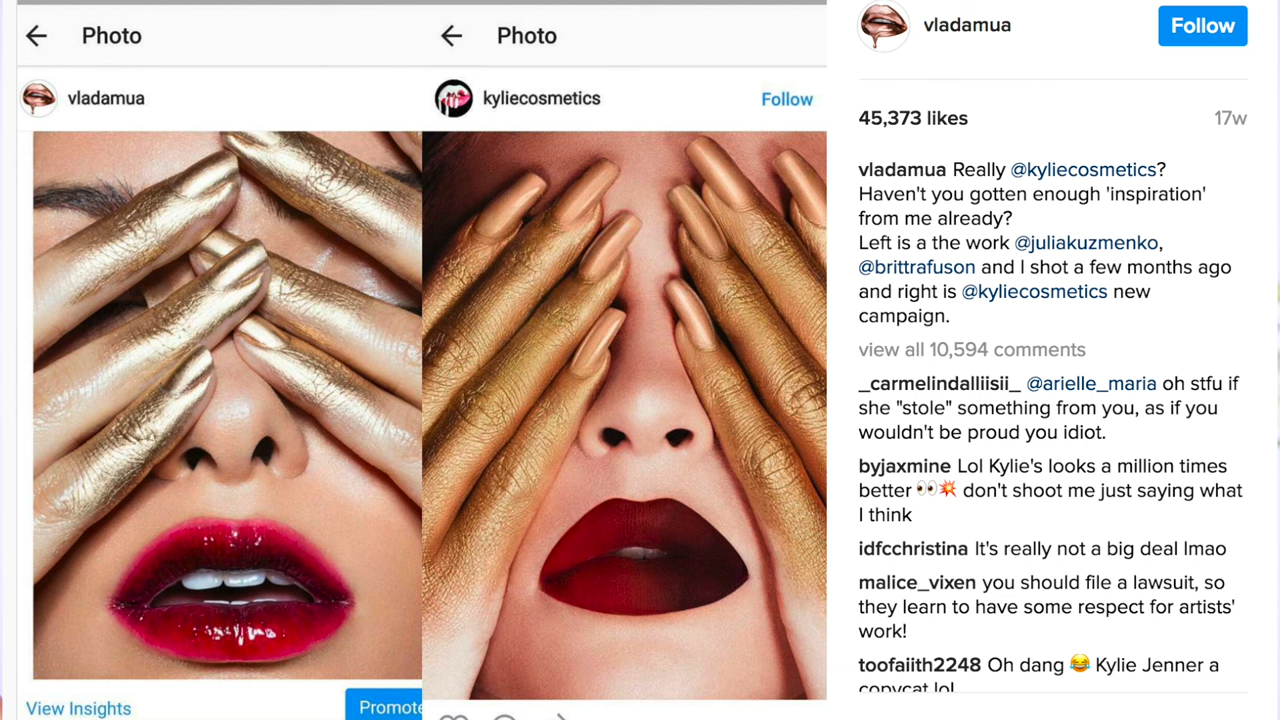 Photo
vladamua
View Insights
Promote
Photo
kyliecosmetics
Follow
vladamua
Follow
45,373 likes
17w
vladamua Really @kyliecosmetics?
Haven't you gotten enough 'inspiration'
from me already?
Left is a the work @juliakuzmenko,
@brittrafuson and I shot a few months ago
and right is @kyliecosmetics new
campaign.
view all 10,594 comments
_carmelindalliisii_ @arielle_maria oh stfu if
she "stole" something from you, as if you
wouldn't be proud you idiot.
byjaxmine Lol Kylie's looks a million times
better 👀💥 don't shoot me just saying what
I think
idfcchristina It's really not a big deal lmao
malice_vixen you should file a lawsuit, so
they learn to have some respect for artists'
work!
toofaiith2248 Oh dang 😂 Kylie Jenner a
copycat lol